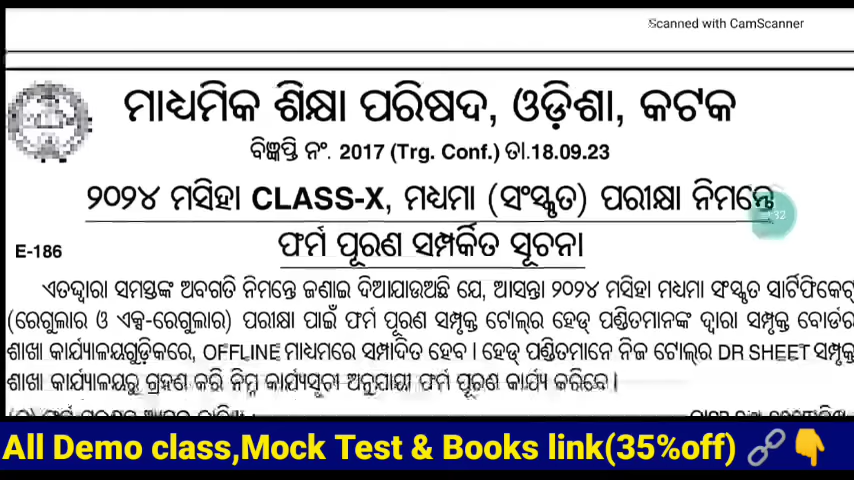 Scanned with CamScanner
ମାଧ୍ୟମିକ ଶିକ୍ଷା ପରିଷଦ, ଓଡ଼ିଶା, କଟକ
ବିଜ୍ଞପ୍ତି ନଂ. 2017 (Trg. Conf.) ତା.18.09.23
୨୦୨୪ ମସିହା CLASS-X, ମଧ୍ୟମା (ସଂସ୍କୃତ) ପରୀକ୍ଷା ନିମନ୍ତେ
E-186 ଫର୍ମ ପୂରଣ ସମ୍ପର୍କିତ ସୂଚନା
ଏତଦ୍ଦ୍ୱାରା ସମସ୍ତଙ୍କ ଅବଗତି ନିମନ୍ତେ ଜଣାଇ ଦିଆଯାଉଅଛି ଯେ, ଆସନ୍ତା ୨୦୨୪ ମସିହା ମଧ୍ୟମା ସଂସ୍କୃତ ସାର୍ଟିଫିକେଟ୍
(ରେଗୁଲାର ଓ ଏକ୍ସ-ରେଗୁଲାର) ପରୀକ୍ଷା ପାଇଁ ଫର୍ମ ପୂରଣ ସମ୍ପୃକ୍ତ ଟୋଲ୍‌ର ହେଡ୍ ପଣ୍ଡିତମାନଙ୍କ ଦ୍ୱାରା ସମ୍ପୃକ୍ତ ବୋର୍ଡର
ଶାଖା କାର୍ଯ୍ୟାଳୟଗୁଡ଼ିକରେ, OFFLINE ମାଧ୍ୟମରେ ସମ୍ପାଦିତ ହେବ। ହେଡ୍ ପଣ୍ଡିତମାନେ ନିଜ ଟୋଲ୍‌ର DR SHEET ସମ୍ପୃକ୍ତ
ଶାଖା କାର୍ଯ୍ୟାଳୟରୁ ଗ୍ରହଣ କରି ନିମ୍ନ କାର୍ଯ୍ୟସୂଚୀ ଅନୁଯାୟୀ ଫର୍ମ ପୂରଣ କାର୍ଯ୍ୟ କରିବେ।
All Demo class,Mock Test & Books link(35%off) 🔗👇